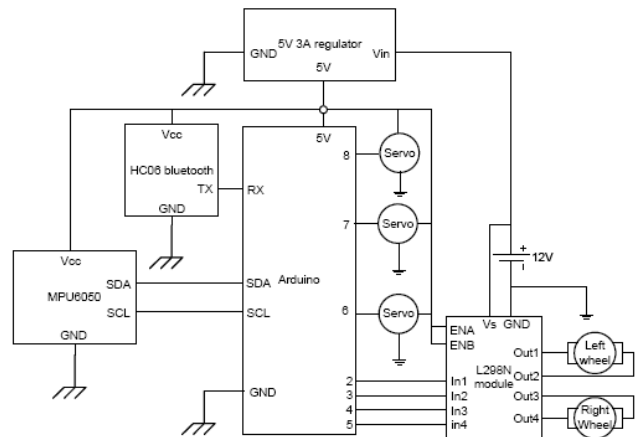 5V 3A regulator
GND
Vin
5V
Vcc
HC06 bluetooth
TX
GND
5V
8
RX
7
SDA
Arduino
SCL
6
GND
2
3
4
5
Servo
Servo
Servo
Vcc
SDA
MPU6050
SCL
GND
12V
+
-
Vs GND
ENA
ENB
L298N
module
In1
In2
In3
in4
Out1
Out2
Out3
Out4
Left
wheel
Right
Wheel